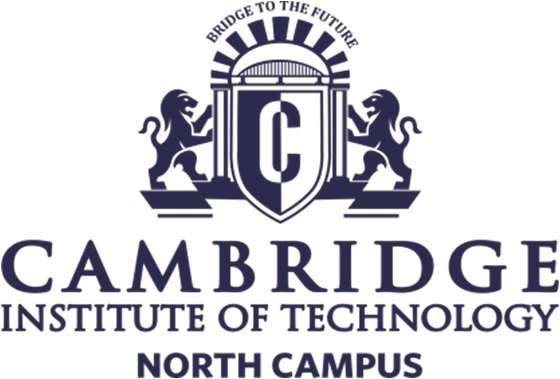 BRIDGE TO THE FUTURE
C
CAMBRIDGE
INSTITUTE OF TECHNOLOGY
NORTH CAMPUS